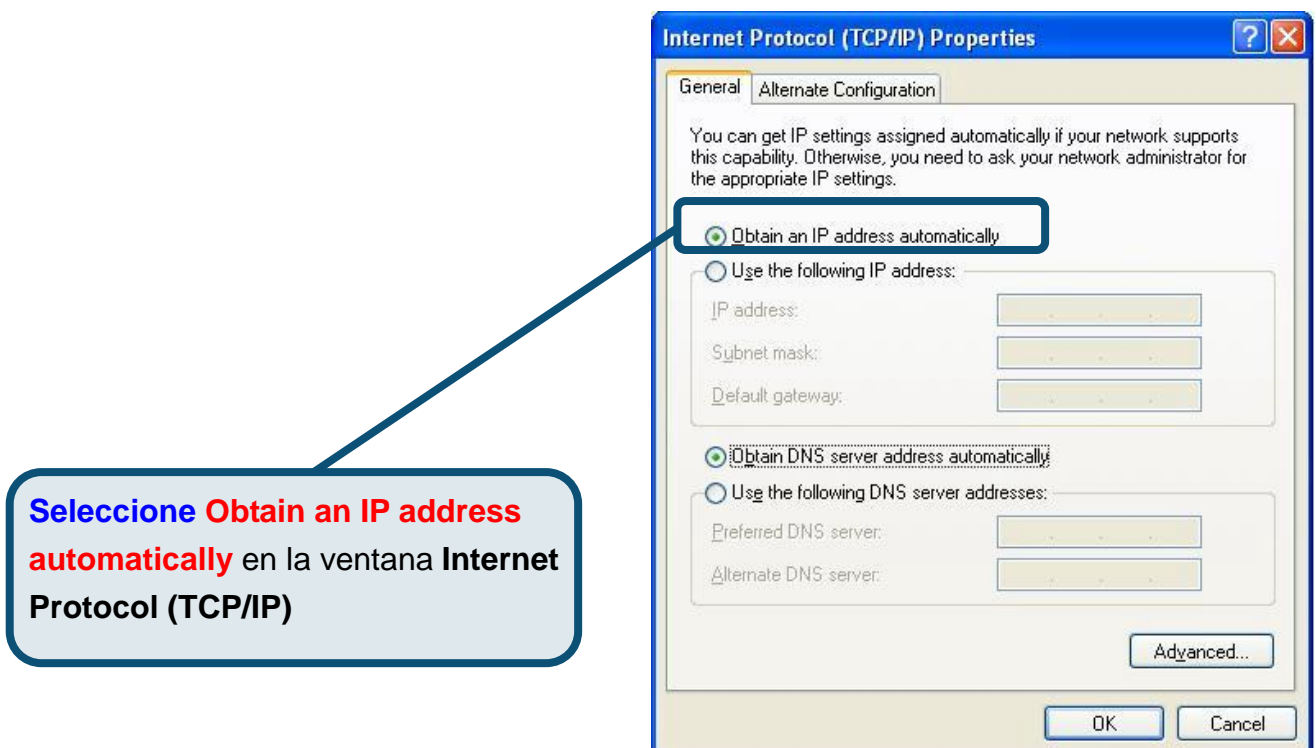 Internet Protocol (TCP/IP) Properties
General
Alternate Configuration
You can get IP settings assigned automatically if your network supports
this capability. Otherwise, you need to ask your network administrator for
the appropriate IP settings.
Obtain an IP address automatically
Use the following IP address:
IP address:
Subnet mask:
Default gateway:
Obtain DNS server address automatically
Use the following DNS server addresses:
Preferred DNS server:
Alternate DNS server:
Advanced...
OK
Cancel
Seleccione Obtain an IP address
automatically en la ventana Internet
Protocol (TCP/IP)